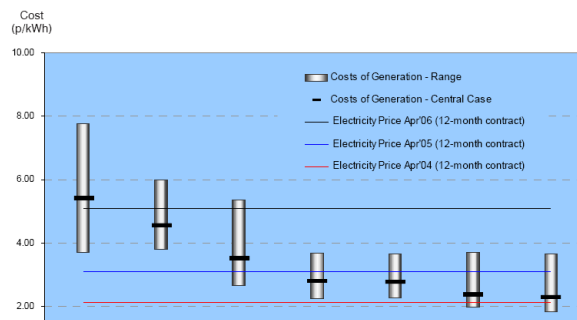 Cost
(p/kWh)
10.00
Costs of Generation - Range
8.00
Costs of Generation - Central Case
Electricity Price Apr'06 (12-month contract)
Electricity Price Apr'05 (12-month contract)
6.00
Electricity Price Apr'04 (12-month contract)
4.00
2.00